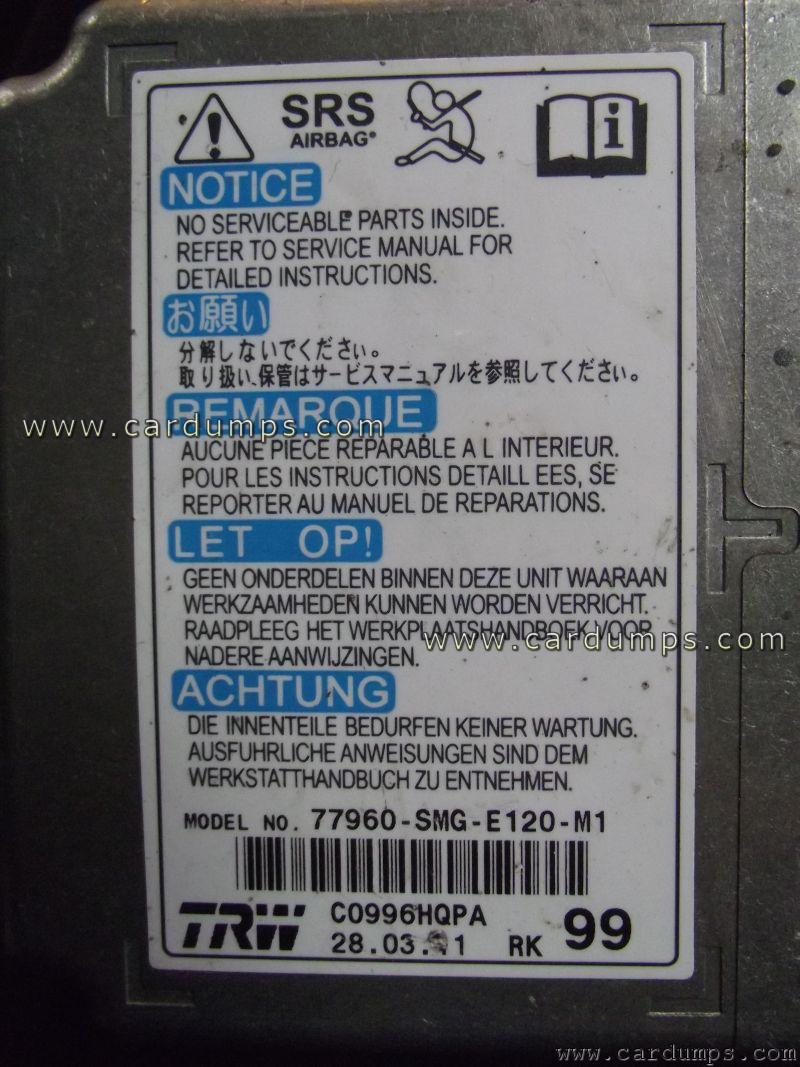 SRS
AIRBAG®
NOTICE
NO SERVICEABLE PARTS INSIDE.
REFER TO SERVICE MANUAL FOR
DETAILED INSTRUCTIONS.
お願い
分解しないでください。
取り扱い、保管はサービスマニュアルを参照してください。
www.cardumps.com
REMARQUE
AUCUNE PIECE REPARABLE A L INTERIEUR.
POUR LES INSTRUCTIONS DETAILL EES, SE
REPORTER AU MANUEL DE REPARATIONS.
LET OP!
GEEN ONDERDELEN BINNEN DEZE UNIT WAARAAN
WERKZAAMHEDEN KUNNEN WORDEN VERRICHT.
RAADPLEEG HET WERKPLAATSHANDBOEK VOOR
www.cardumps.com
NADERE AANWIJZINGEN.
ACHTUNG
DIE INNENTEILE BEDURFEN KEINER WARTUNG.
AUSFUHRLICHE ANWEISUNGEN SIND DEM
WERKSTATTHANDBUCH ZU ENTNEHMEN.
MODEL NO. 77960-SMG-E120-M1
TRW C0996HQPA
28.03. RK 99
www.cardumps.com